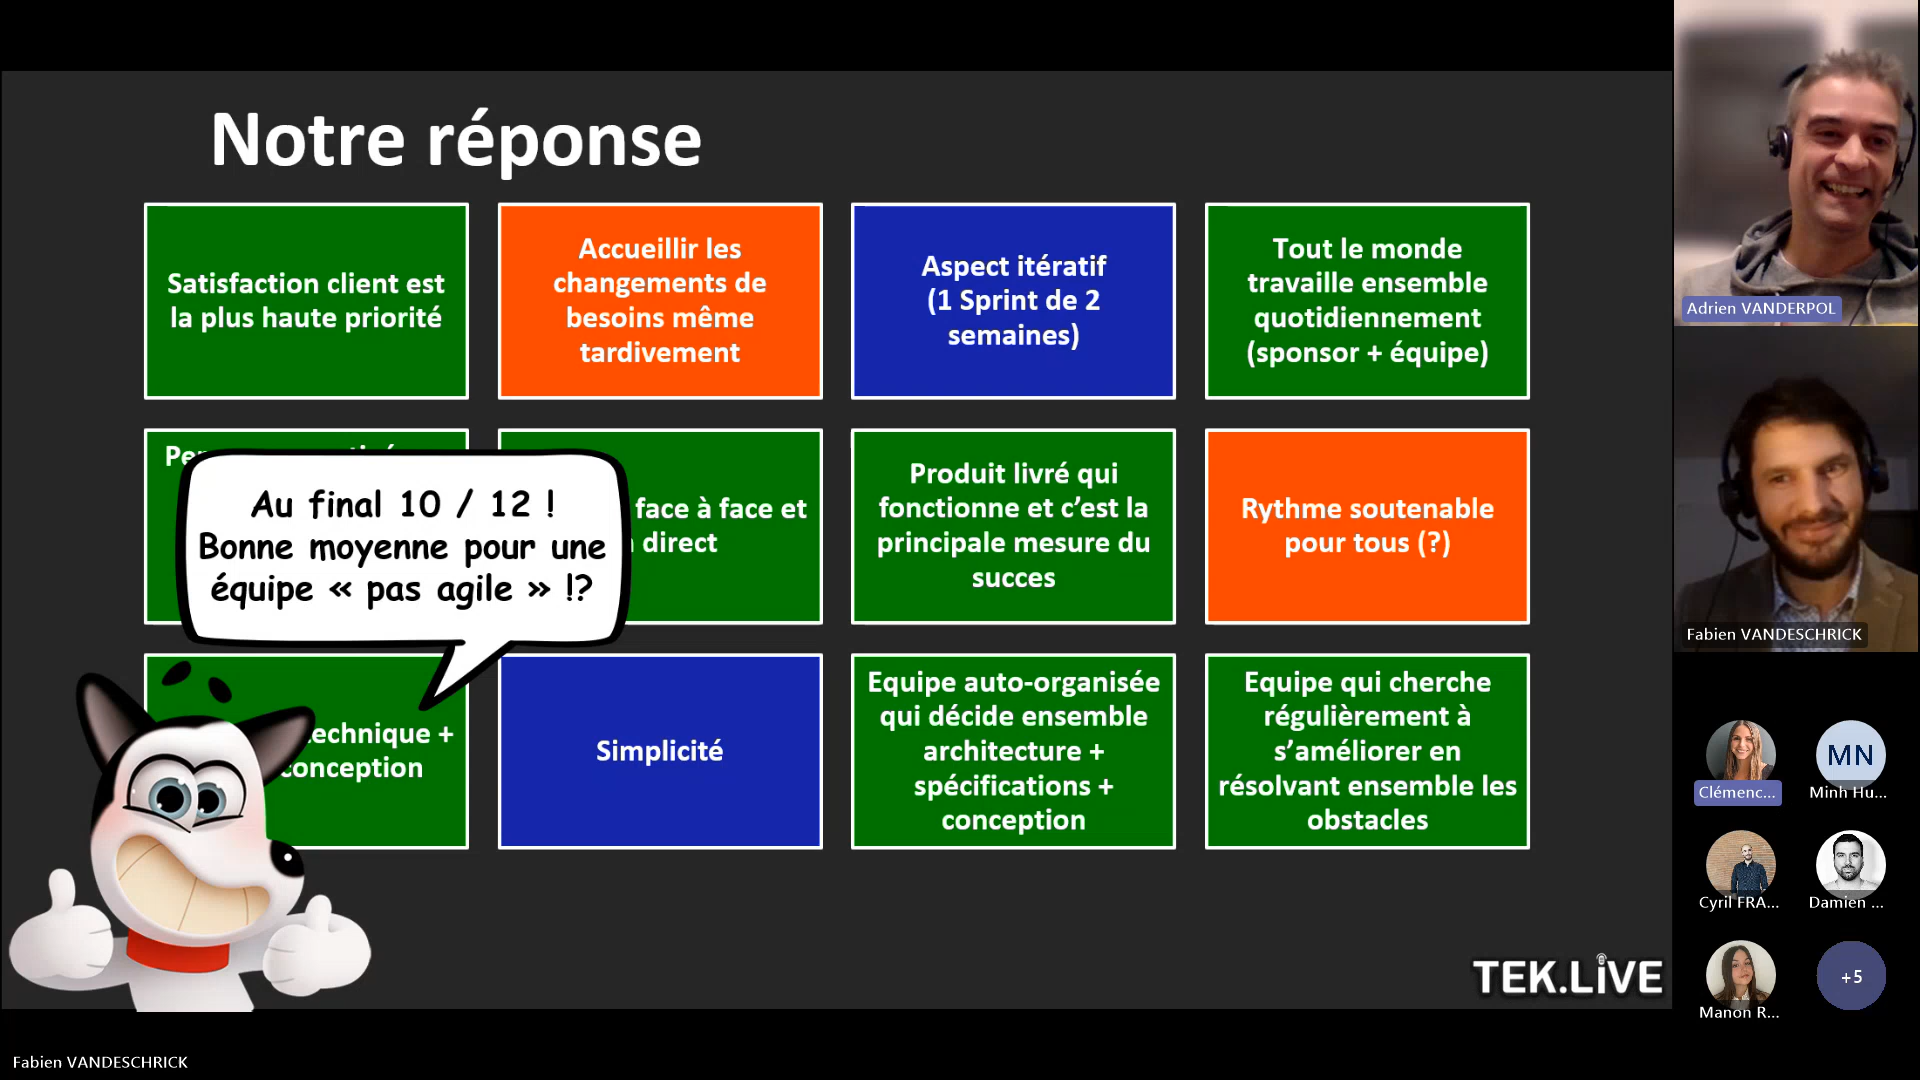 Notre réponse
Satisfaction client est
la plus haute priorité
Accueillir les
changements de
besoins même
tardivement
Aspect itératif
(1 Sprint de 2
semaines)
Tout le monde
travaille ensemble
quotidiennement
(sponsor + équipe)
Au final 10 / 12 !
Bonne moyenne pour une
équipe « pas agile » !?
face à face et
direct
Produit livré qui
fonctionne et c’est la
principale mesure du
succes
Rythme soutenable
pour tous (?)
technique +
conception
Simplicité
Equipe auto-organisée
qui décide ensemble
architecture +
spécifications +
conception
Equipe qui cherche
régulièrement à
s’améliorer en
résolvant ensemble les
obstacles
TEK.LiVE
Adrien VANDERPOL
Fabien VANDESCHRICK
Clémenc...
MN
Minh Hu...
Cyril FRA...
Damien ...
Manon R...
+5
Fabien VANDESCHRICK